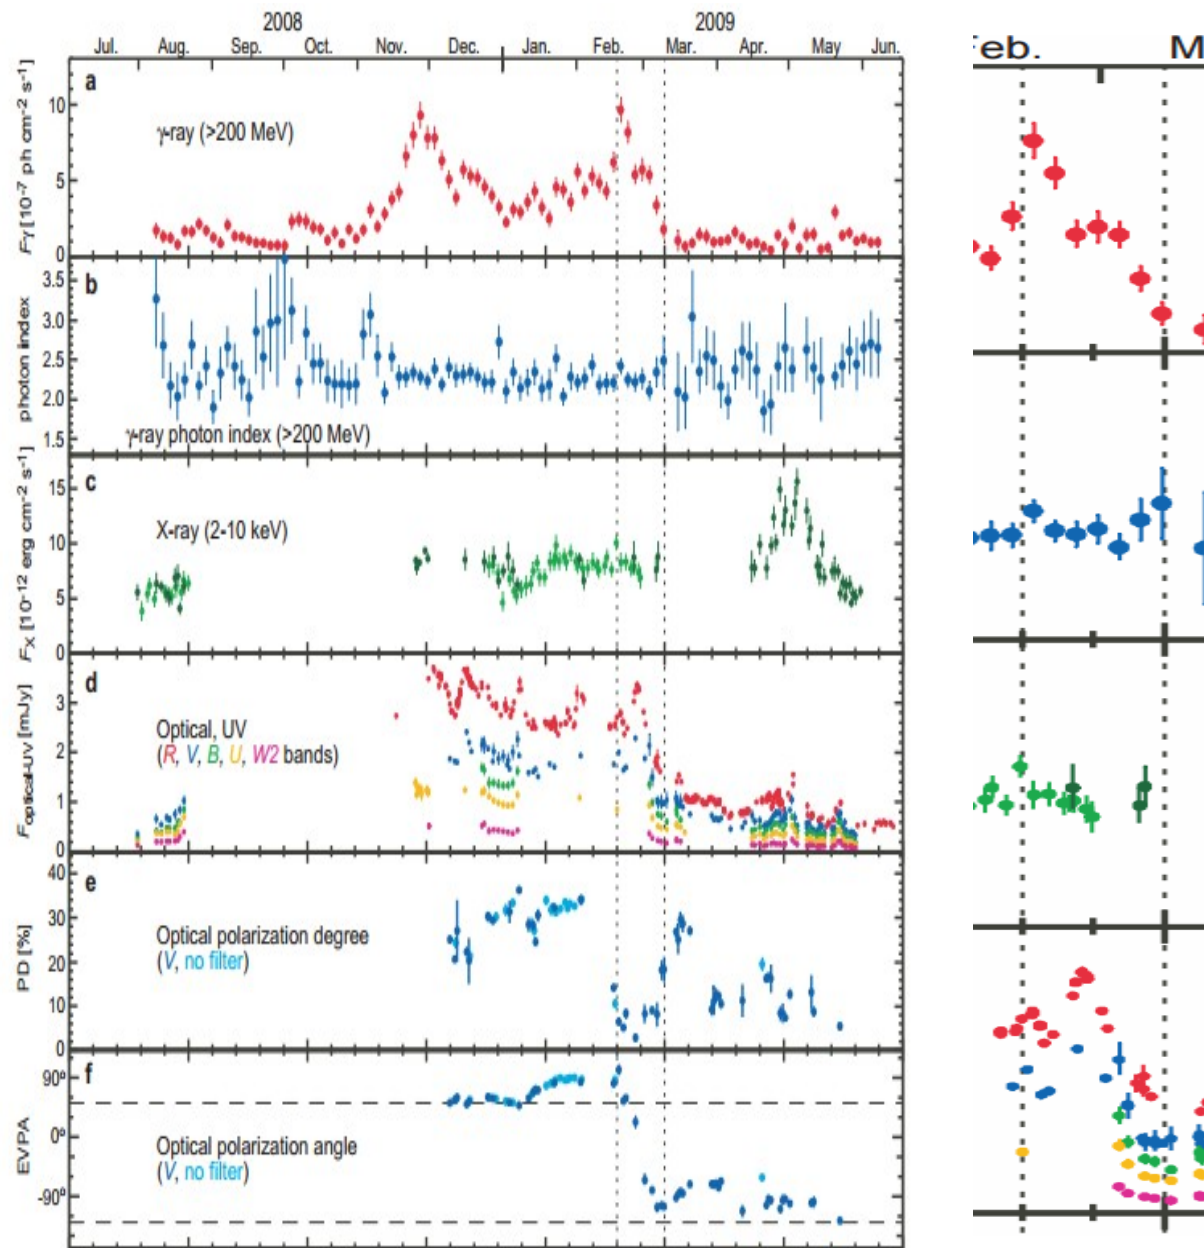 2008 2009
Jul. Aug. Sep. Oct. Nov. Dec. Jan. Feb. Mar. Apr. May Jun.
a
γ-ray (>200 MeV)
Fγ [10⁻⁷ ph cm⁻² s⁻¹]
10
5
0
b
photon index
3.5
3.0
2.5
2.0
1.5
γ-ray photon index (>200 MeV)
c
X-ray (2-10 keV)
Fx [10⁻¹² erg cm⁻² s⁻¹]
15
10
5
0
d
Optical, UV
(R, V, B, U, W2 bands)
Foptical-UV [mJy]
3
2
1
0
e
Optical polarization degree
(V, no filter)
PD [%]
40
30
20
10
0
f
Optical polarization angle
(V, no filter)
EVPA
90º
0º
-90º
Feb. M